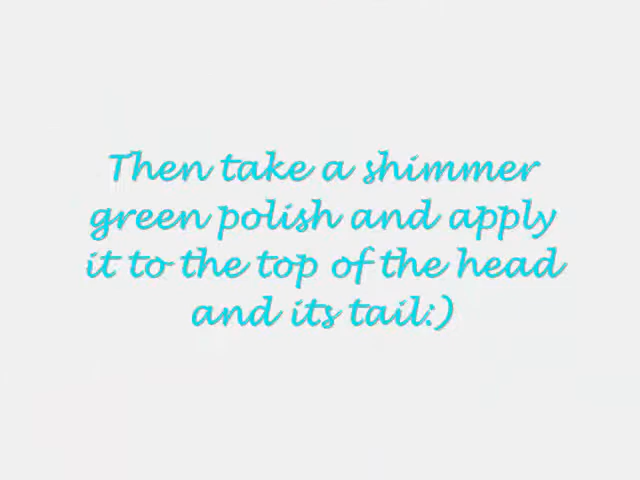 Then take a shimmer
green polish and apply
it to the top of the head
and its tail:)